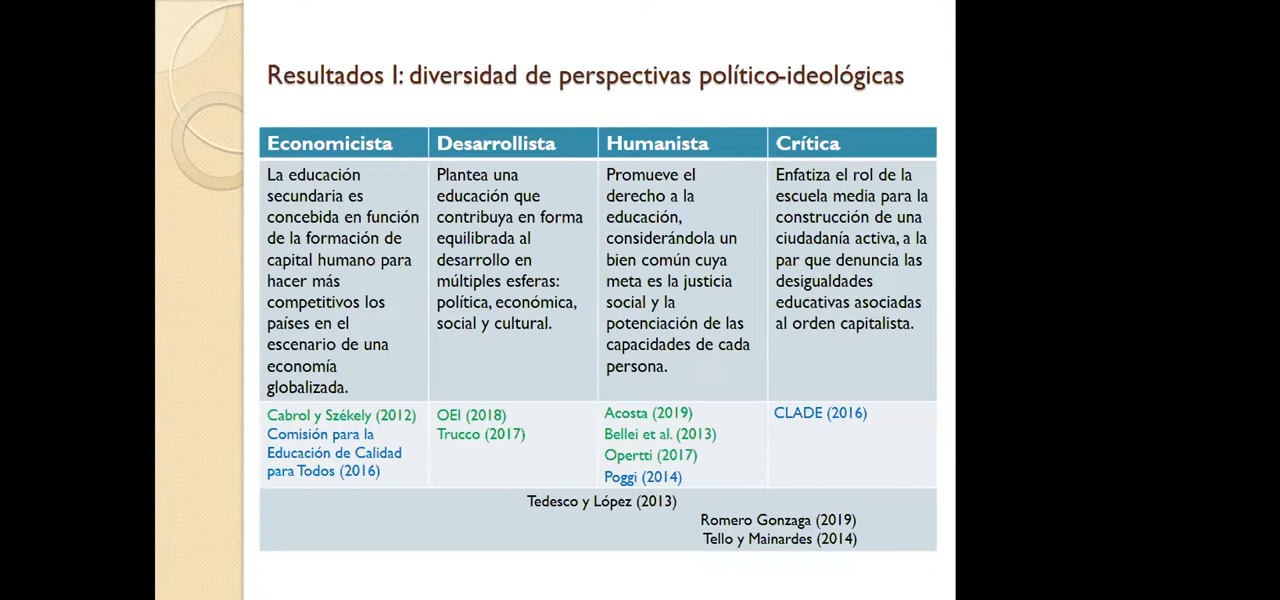 Resultados I: diversidad de perspectivas político-ideológicas
Economicista
La educación
secundaria es
concebida en función
de la formación de
capital humano para
hacer más
competitivos los
países en el
escenario de una
economía
globalizada.
Cabrol y Székely (2012)
Comisión para la
Educación de Calidad
para Todos (2016)
Desarrollista
Plantea una
educación que
contribuya en forma
equilibrada al
desarrollo en
múltiples esferas:
política, económica,
social y cultural.
OEI (2018)
Trucco (2017)
Humanista
Promueve el
derecho a la
educación,
considerándola un
bien común cuya
meta es la justicia
social y la
potenciación de las
capacidades de cada
persona.
Acosta (2019)
Bellei et al. (2013)
Opertti (2017)
Poggi (2014)
Crítica
Enfatiza el rol de la
escuela media para la
construcción de una
ciudadanía activa, a la
par que denuncia las
desigualdades
educativas asociadas
al orden capitalista.
CLADE (2016)
Tedesco y López (2013)
Romero Gonzaga (2019)
Tello y Mainardes (2014)